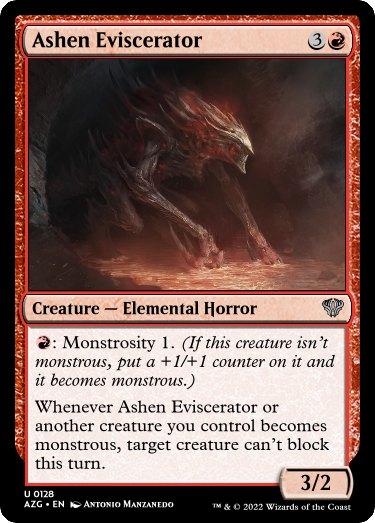 Ashen Eviscerator 3
Creature — Elemental Horror
: Monstrosity 1. (If this creature isn't
monstrous, put a +1/+1 counter on it and
it becomes monstrous.)
Whenever Ashen Eviscerator or
another creature you control becomes
monstrous, target creature can't block
this turn.
3/2
U 0128
AZG • EN Antonio Manzanedo
™ & © 2022 Wizards of the Coast